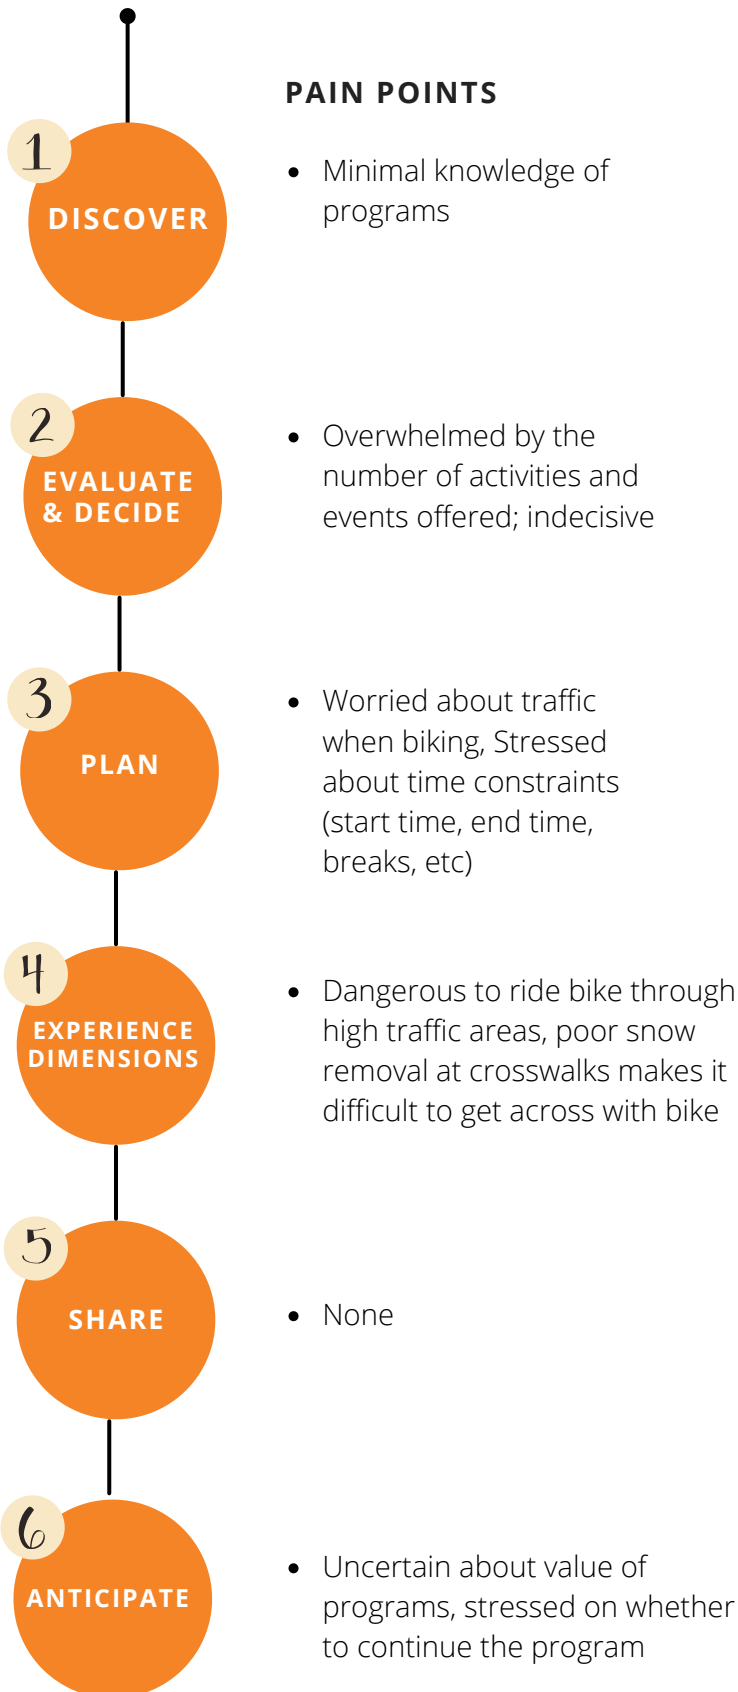 PAIN POINTS
1
DISCOVER
• Minimal knowledge of
programs
2
EVALUATE
& DECIDE
• Overwhelmed by the
number of activities and
events offered; indecisive
3
PLAN
• Worried about traffic
when biking, Stressed
about time constraints
(start time, end time,
breaks, etc)
4
EXPERIENCE
DIMENSIONS
• Dangerous to ride bike through
high traffic areas, poor snow
removal at crosswalks makes it
difficult to get across with bike
5
SHARE
• None
6
ANTICIPATE
• Uncertain about value of
programs, stressed on whether
to continue the program